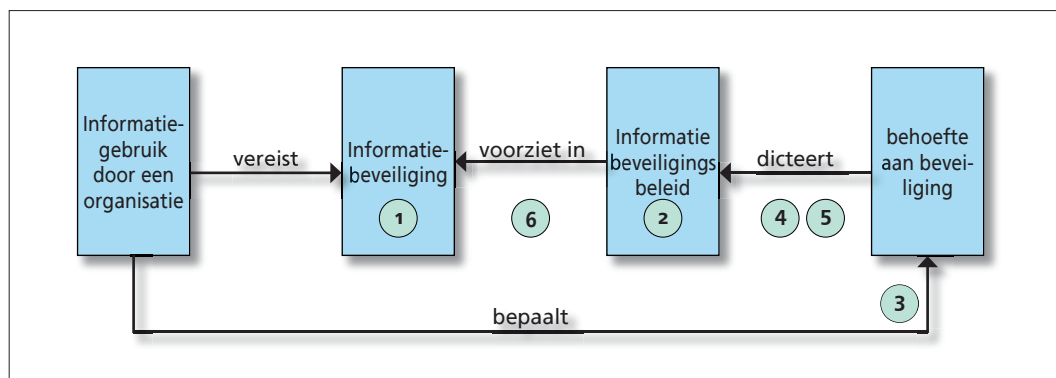 Informatie-
gebruik
door een
organisatie
vereist
Informatie-
beveiliging
1
voorziet in
6
Informatie
beveiligings
beleid
2
dicteert
4 5
behoefte
aan bevei-
liging
3
bepaalt